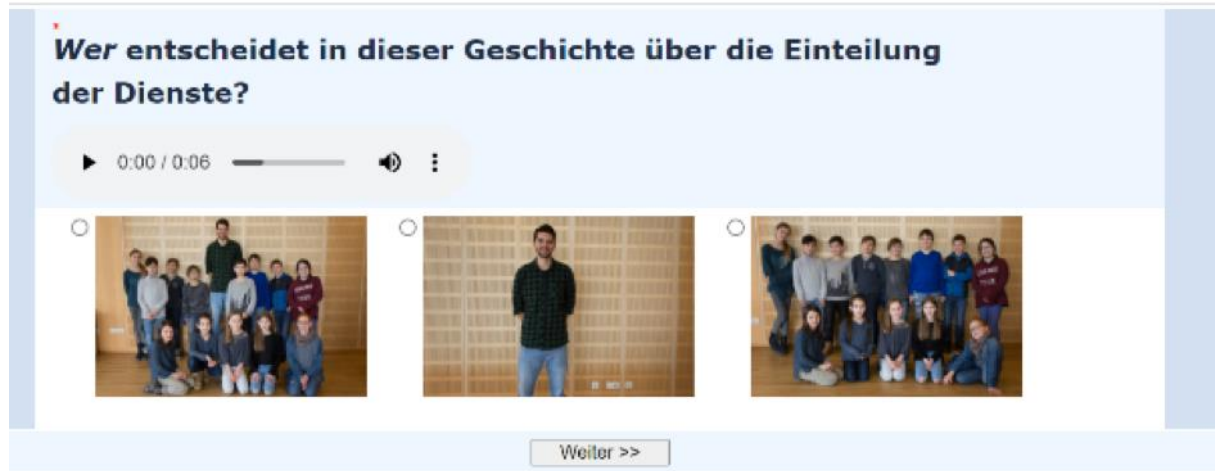 *
Wer entscheidet in dieser Geschichte über die Einteilung
der Dienste?
0:00 / 0:06
Weiter >>